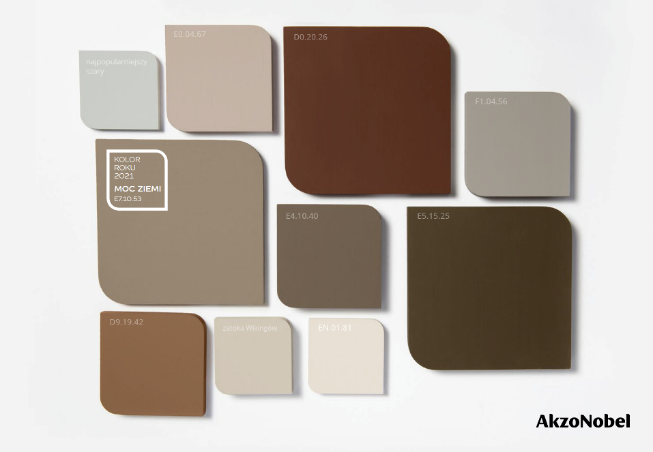 E2.04.67
D0.20.26
najpopularniejszy
szary
F1.04.56
KOLOR
ROKU
2021
MOC ZIEMI
E7.10.53
E4.10.40
E5.15.25
D9.19.42
zatoka Wikingów
EN.01.81
AkzoNobel